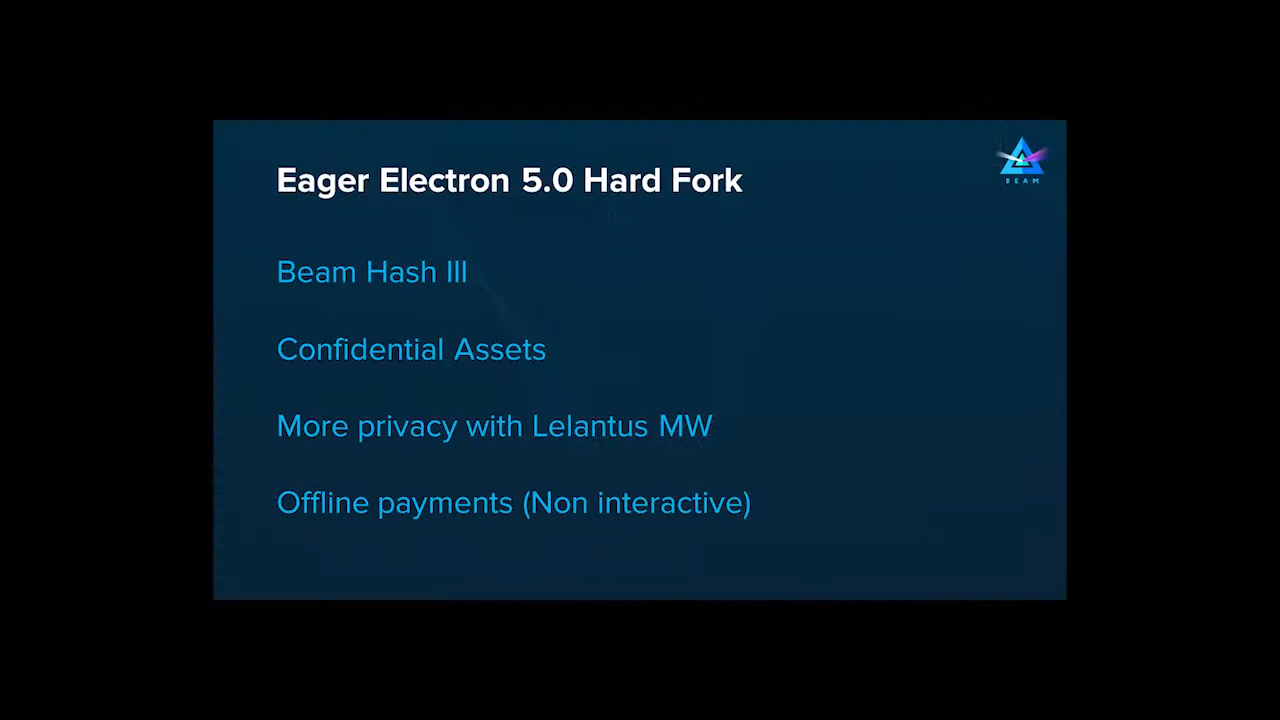 Eager Electron 5.0 Hard Fork
BEAM
Beam Hash III
Confidential Assets
More privacy with Lelantus MW
Offline payments (Non interactive)